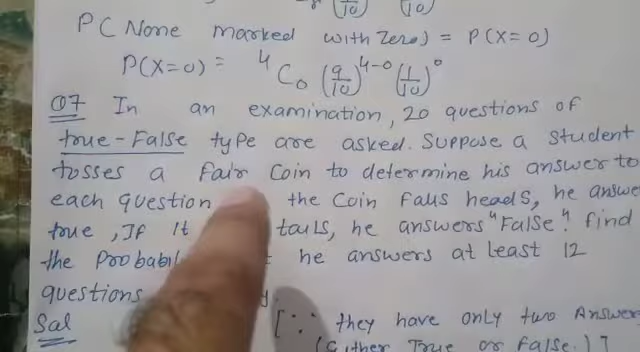 P( None marked with Zero) = P(X=0)
P(X=0) = ⁴C₀ (9/10)⁴⁻⁰ (1/10)⁰
Q7 In an examination, 20 questions of
true-False type are asked. Suppose a student
tosses a fair Coin to determine his answer to
each question the Coin falls heads, he answe
true, If it tails, he answers "False". find
the Probabil he answers at least 12
questions
Sol [∵ they have only two Answer
(Either True or False.)]